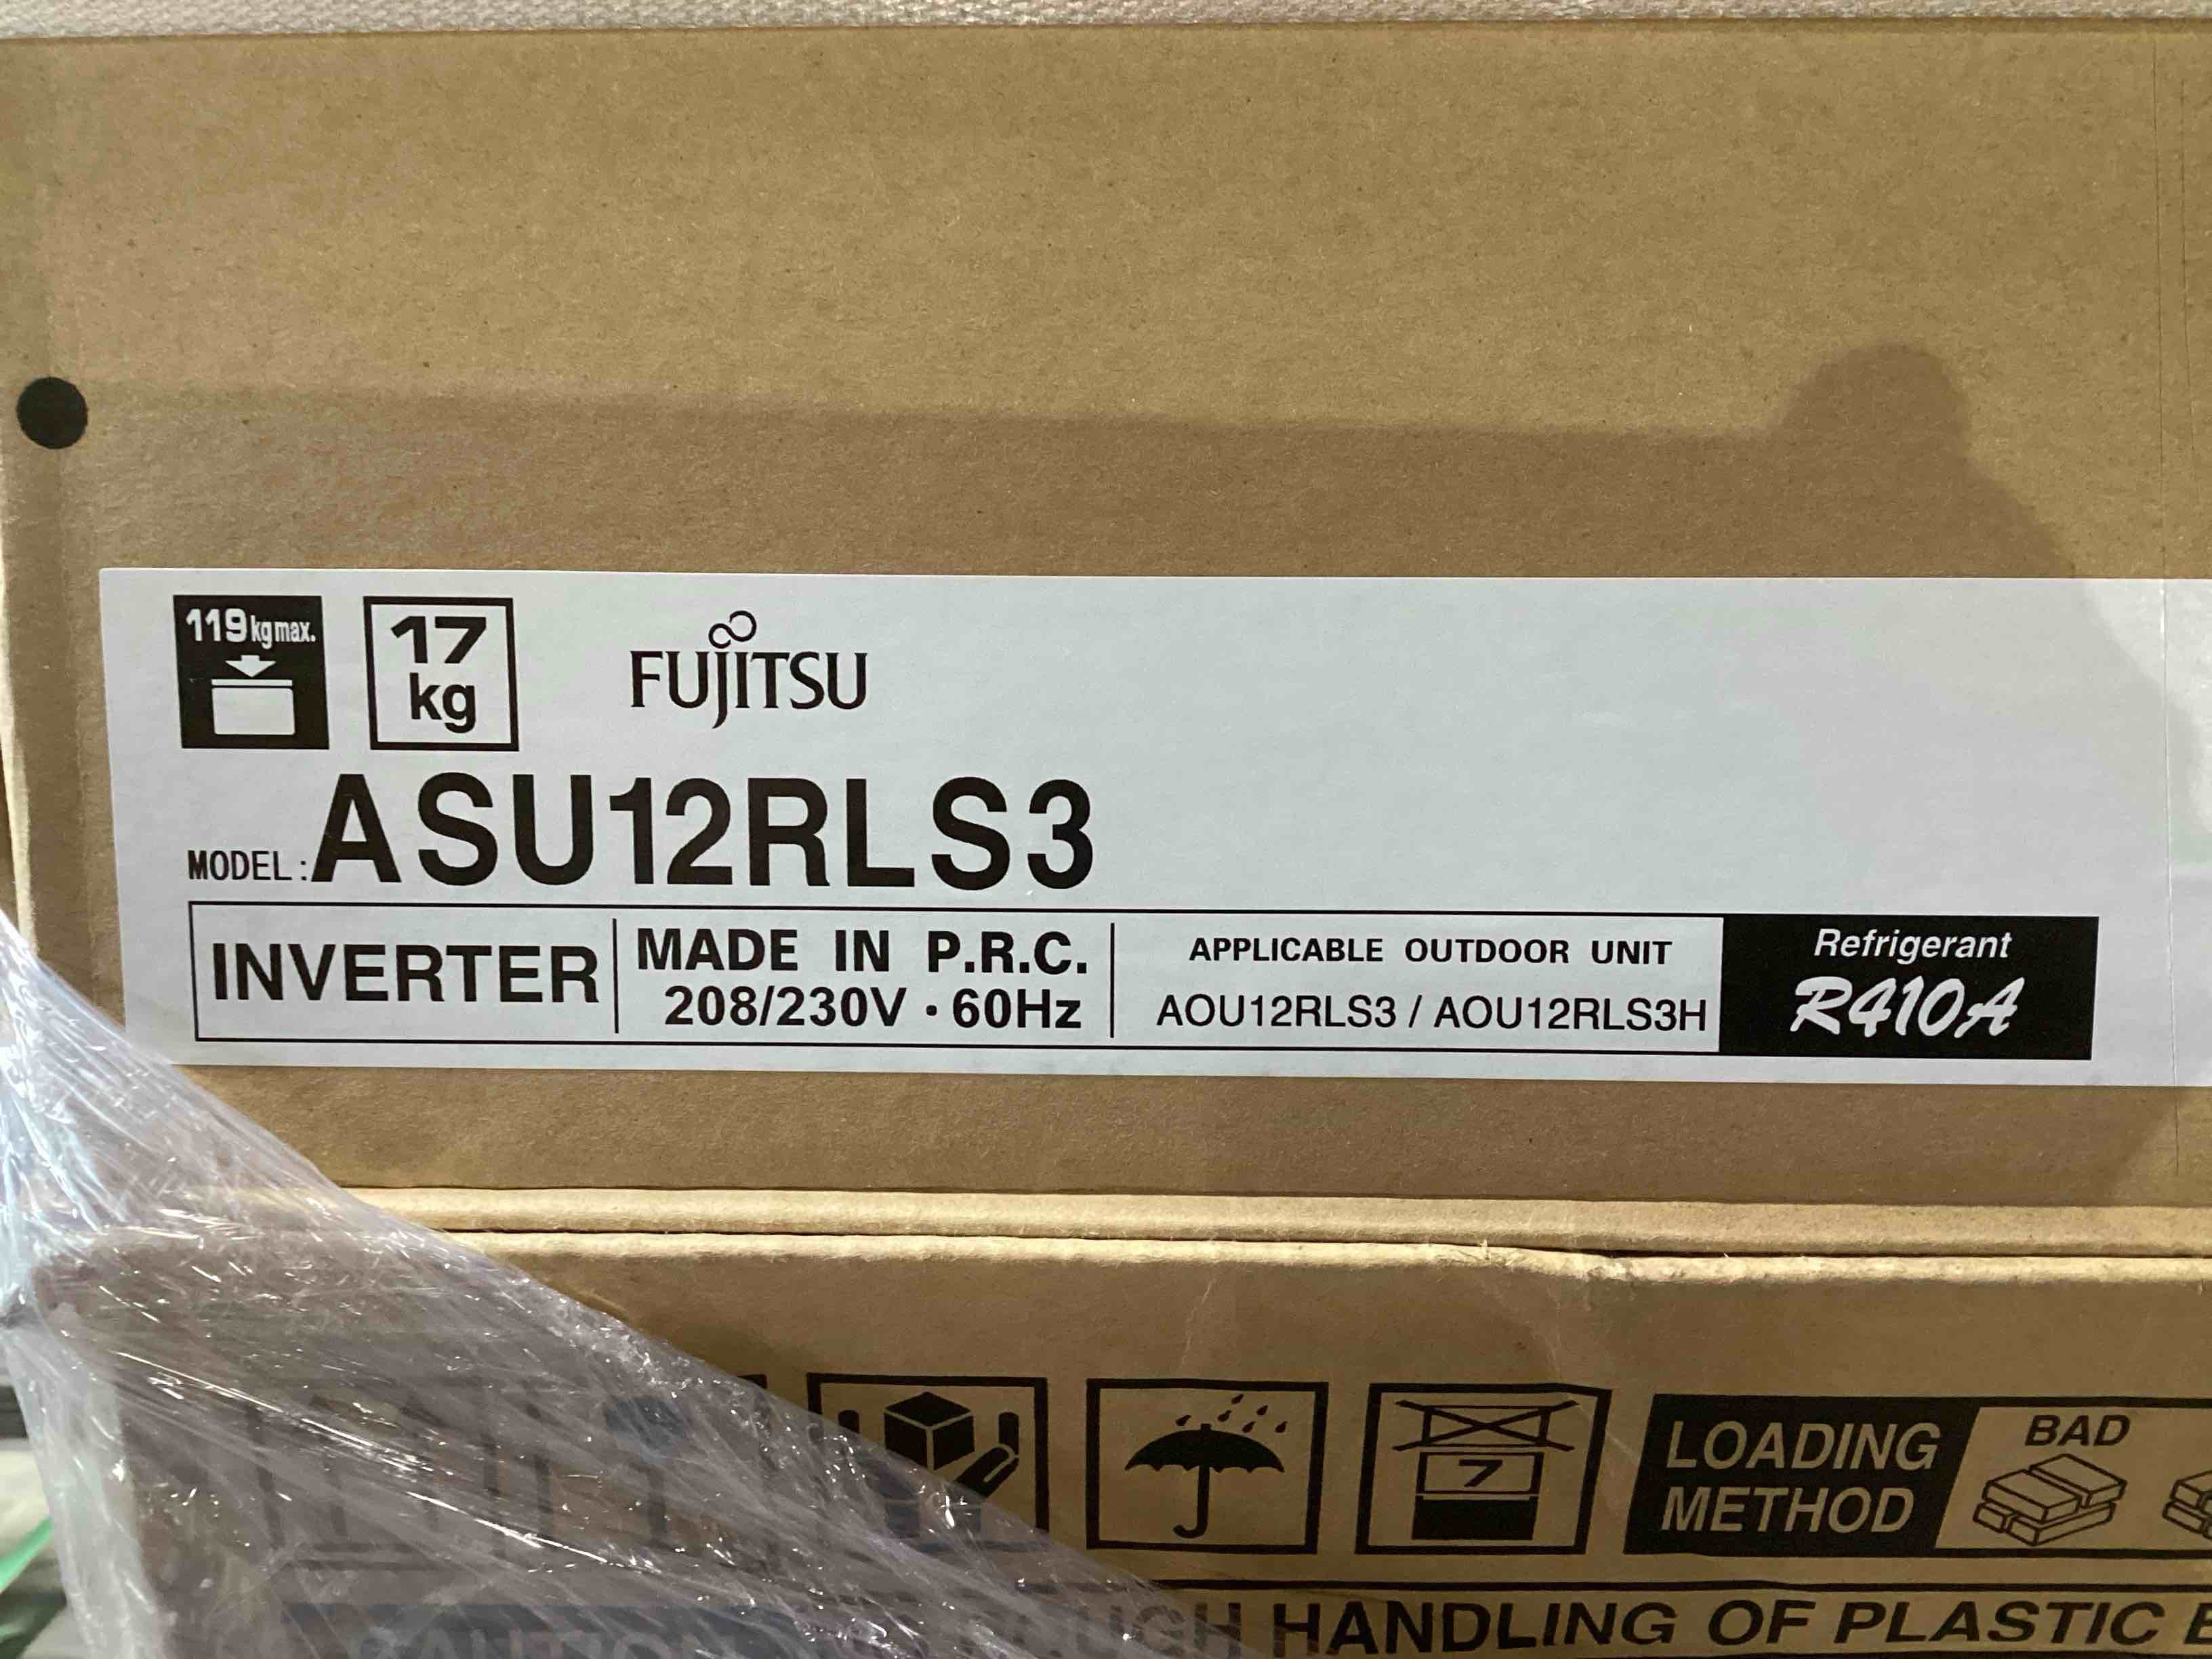 119kg max.
17
kg
FUJITSU
MODEL: ASU12RLS3
INVERTER
MADE IN P.R.C.
208/230V · 60Hz
APPLICABLE OUTDOOR UNIT
AOU12RLS3 / AOU12RLS3H
Refrigerant
R410A
7
LOADING
METHOD
BAD
HANDLING OF PLASTIC